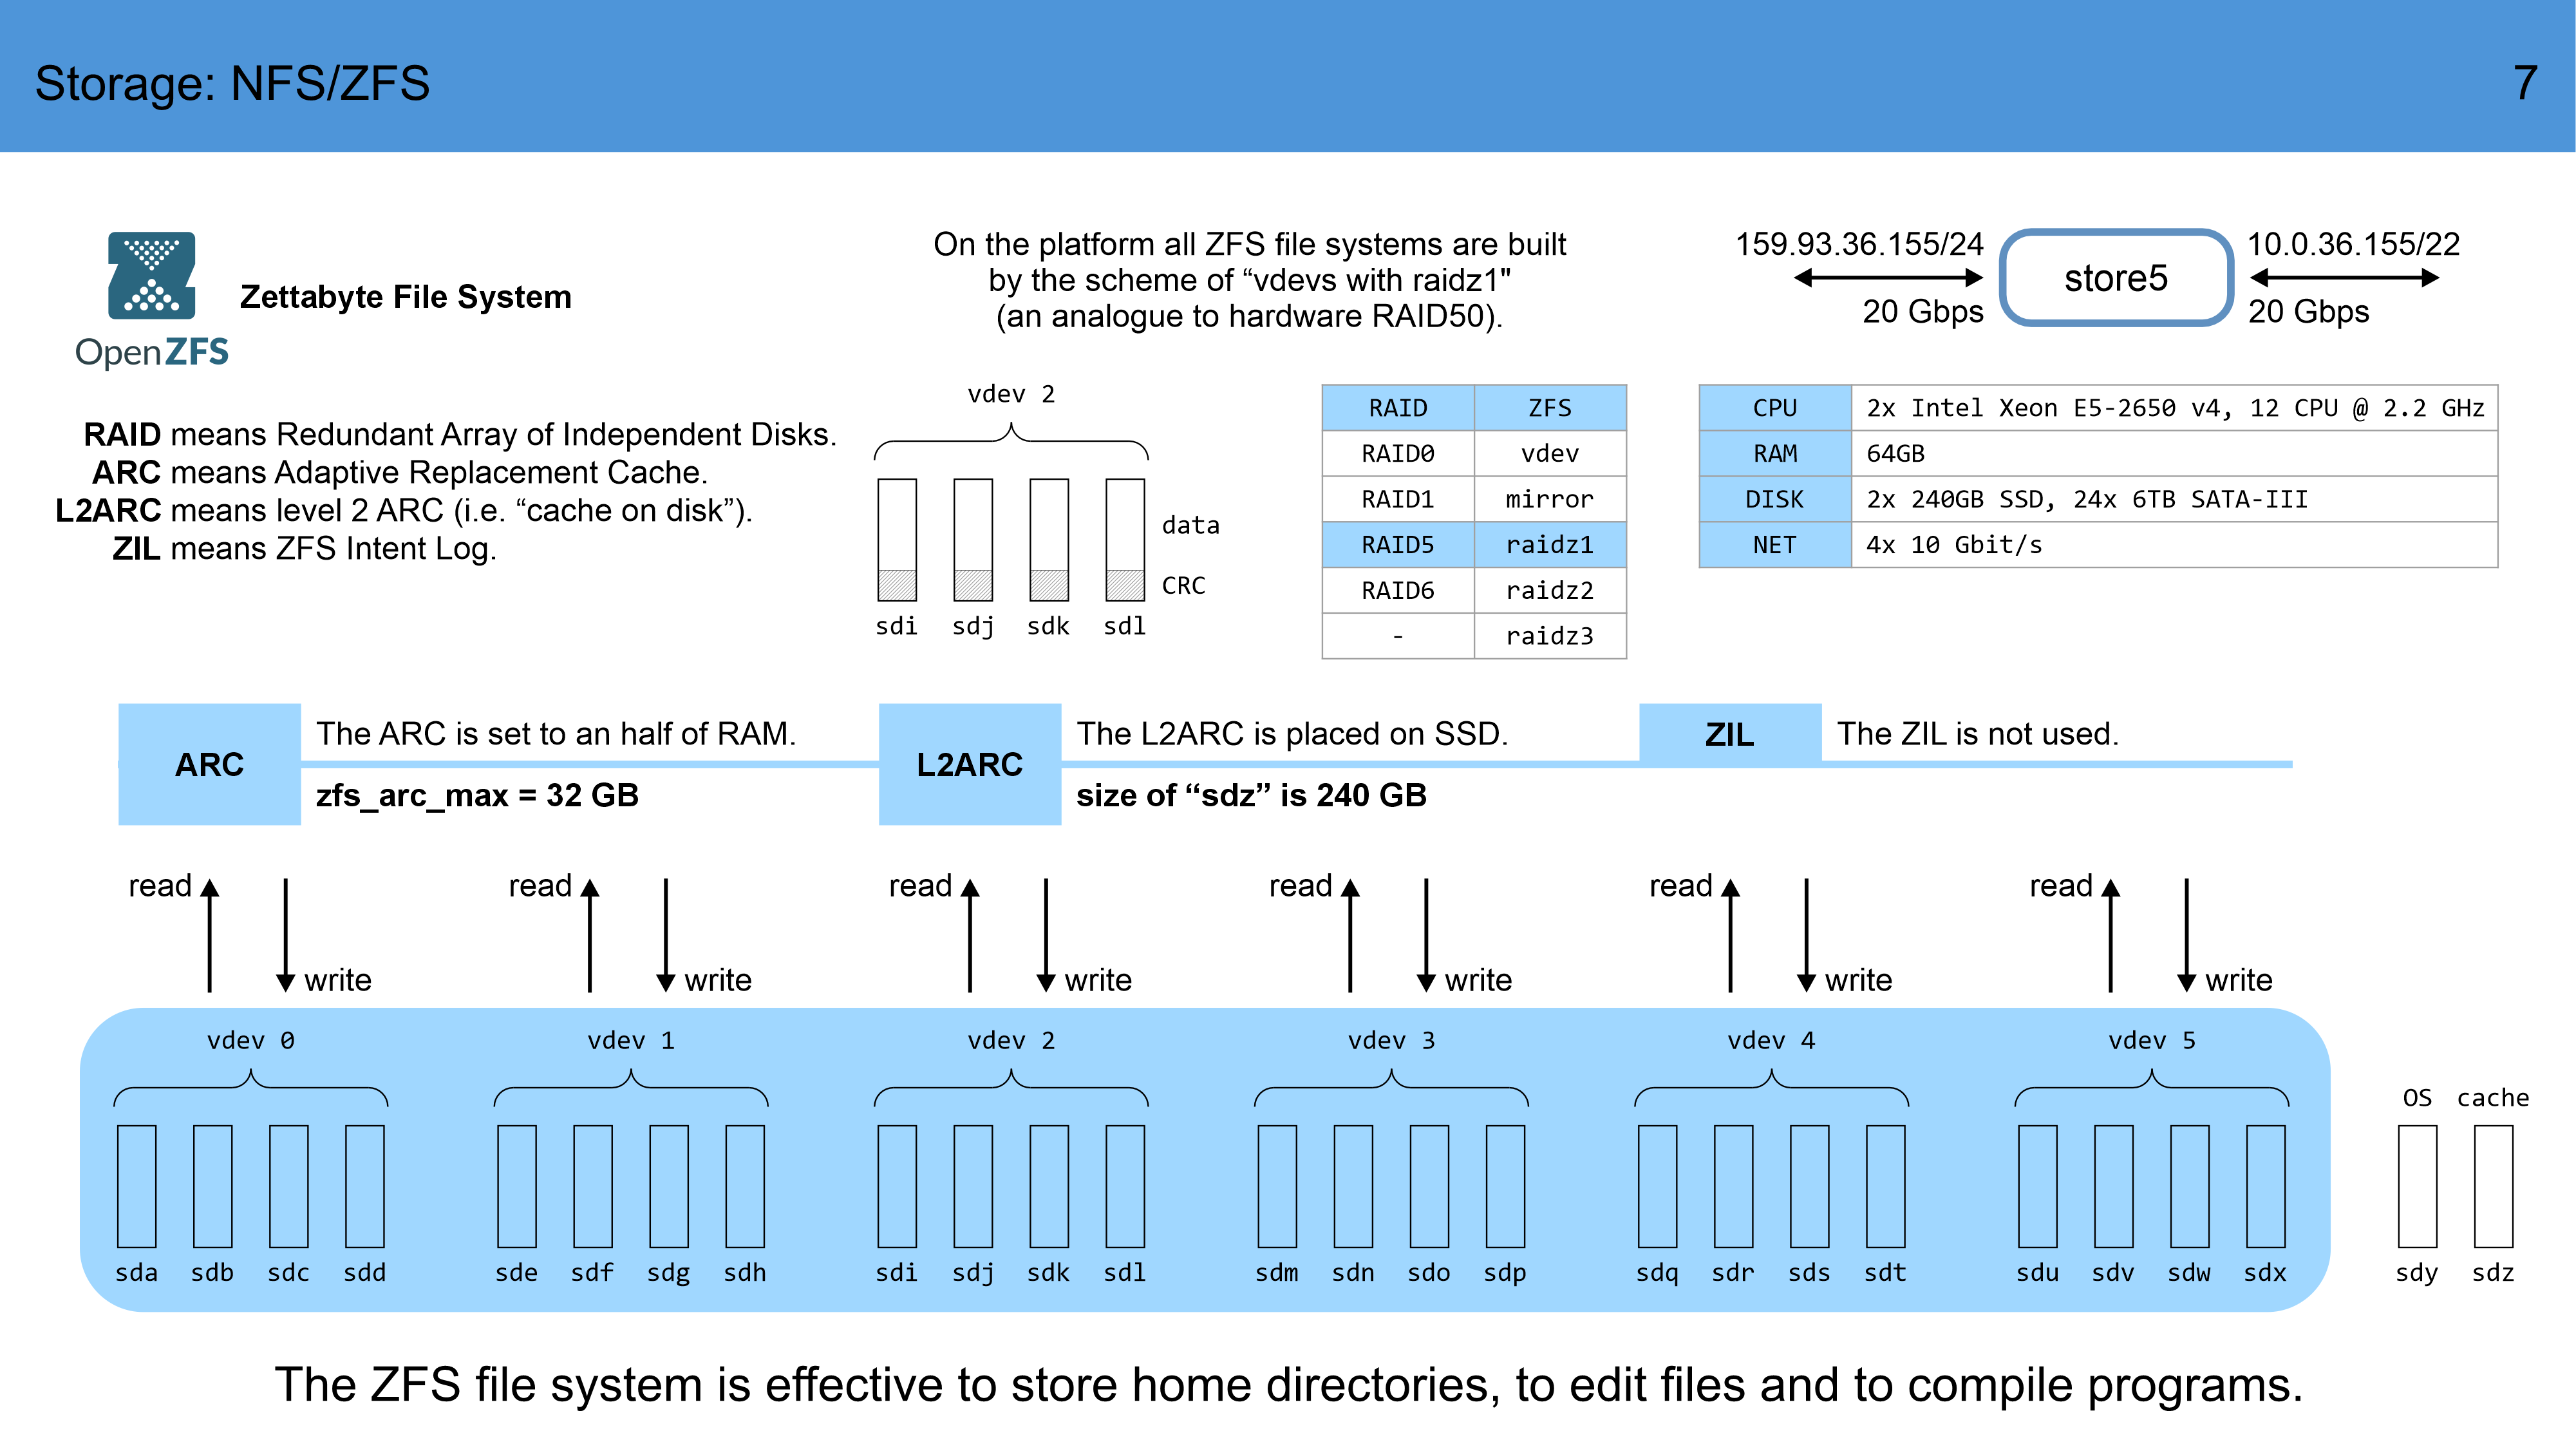 Storage: NFS/ZFS
7
OpenZFS
Zettabyte File System
RAID means Redundant Array of Independent Disks.
ARC means Adaptive Replacement Cache.
L2ARC means level 2 ARC (i.e. “cache on disk”).
ZIL means ZFS Intent Log.
On the platform all ZFS file systems are built
by the scheme of “vdevs with raidz1"
(an analogue to hardware RAID50).
vdev 2
data
CRC
sdi sdj sdk sdl
RAID ZFS
RAID0 vdev
RAID1 mirror
RAID5 raidz1
RAID6 raidz2
- raidz3
159.93.36.155/24
20 Gbps
store5
10.0.36.155/22
20 Gbps
CPU 2x Intel Xeon E5-2650 v4, 12 CPU @ 2.2 GHz
RAM 64GB
DISK 2x 240GB SSD, 24x 6TB SATA-III
NET 4x 10 Gbit/s
ARC
The ARC is set to an half of RAM.
zfs_arc_max = 32 GB
L2ARC
The L2ARC is placed on SSD.
size of “sdz” is 240 GB
ZIL
The ZIL is not used.
read write read write read write read write read write read write
vdev 0 vdev 1 vdev 2 vdev 3 vdev 4 vdev 5
OS cache
sda sdb sdc sdd sde sdf sdg sdh sdi sdj sdk sdl sdm sdn sdo sdp sdq sdr sds sdt sdu sdv sdw sdx sdy sdz
The ZFS file system is effective to store home directories, to edit files and to compile programs.